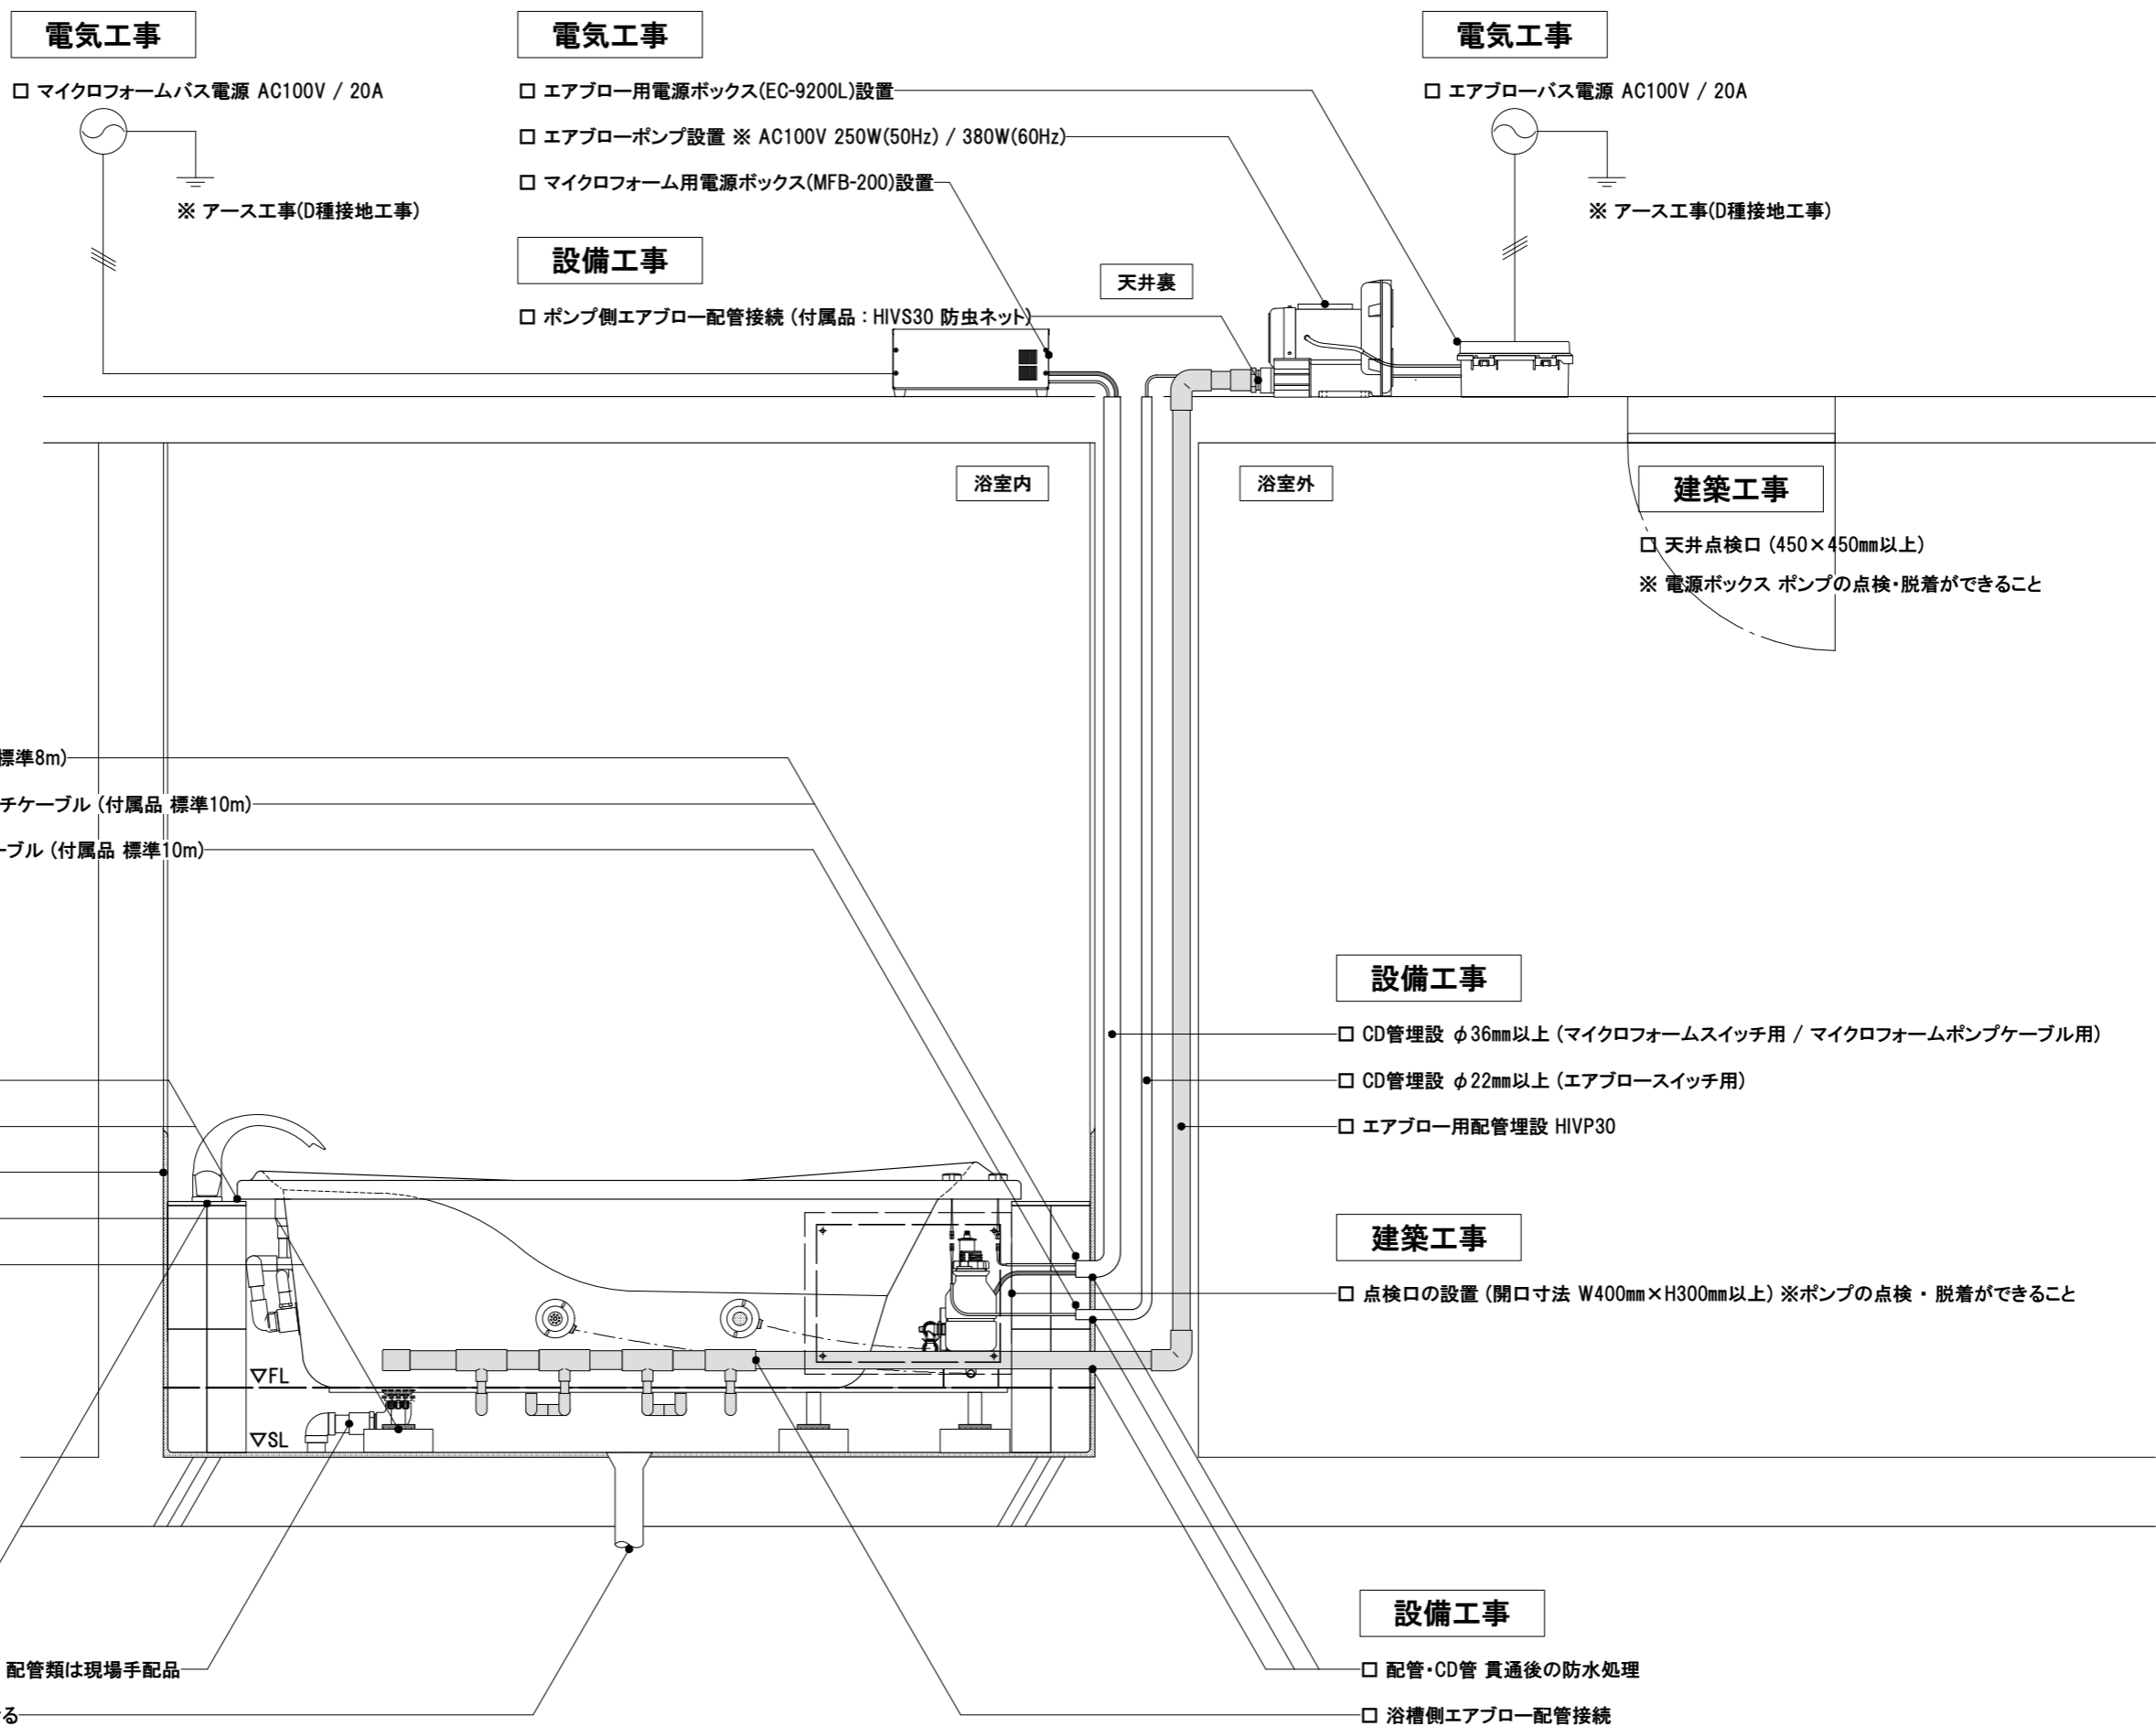 電気工事
□ マイクロフォームバス電源 AC100V / 20A
※ アース工事(D種接地工事)
電気工事
□ エアブロー用電源ボックス(EC-9200L)設置
□ エアブローポンプ設置 ※ AC100V 250W(50Hz) / 380W(60Hz)
□ マイクロフォーム用電源ボックス(MFB-200)設置
設備工事
□ ポンプ側エアブロー配管接続 (付属品：HIVS30 防虫ネット)
電気工事
□ エアブローバス電源 AC100V / 20A
※ アース工事(D種接地工事)
天井裏
浴室内
浴室外
建築工事
□ 天井点検口 (450×450㎜以上)
※ 電源ボックス ポンプの点検・脱着ができること
標準8m)
チケーブル (付属品 標準10m)
ーブル (付属品 標準10m)
設備工事
□ CD管埋設 φ36㎜以上 (マイクロフォームスイッチ用 / マイクロフォームポンプケーブル用)
□ CD管埋設 φ22㎜以上 (エアブロースイッチ用)
□ エアブロー用配管埋設 HIVP30
建築工事
□ 点検口の設置 (開口寸法 W400mm×H300mm以上) ※ポンプの点検・脱着ができること
▽FL
▽SL
設備工事
□ 配管・CD管 貫通後の防水処理
□ 浴槽側エアブロー配管接続
配管類は現場手配品
る